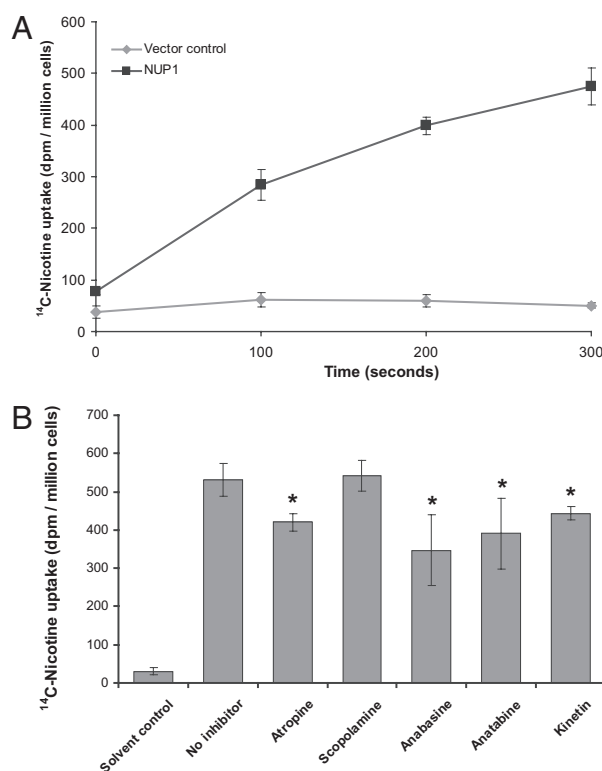 A
¹⁴C-Nicotine uptake (dpm / million cells)
600
500
400
300
200
100
0
Vector control
NUP1
0 100 200 300
Time (seconds)
B
¹⁴C-Nicotine uptake (dpm / million cells)
700
600
500
400
300
200
100
0
* * * *
Solvent control
No inhibitor
Atropine
Scopolamine
Anabasine
Anatabine
Kinetin